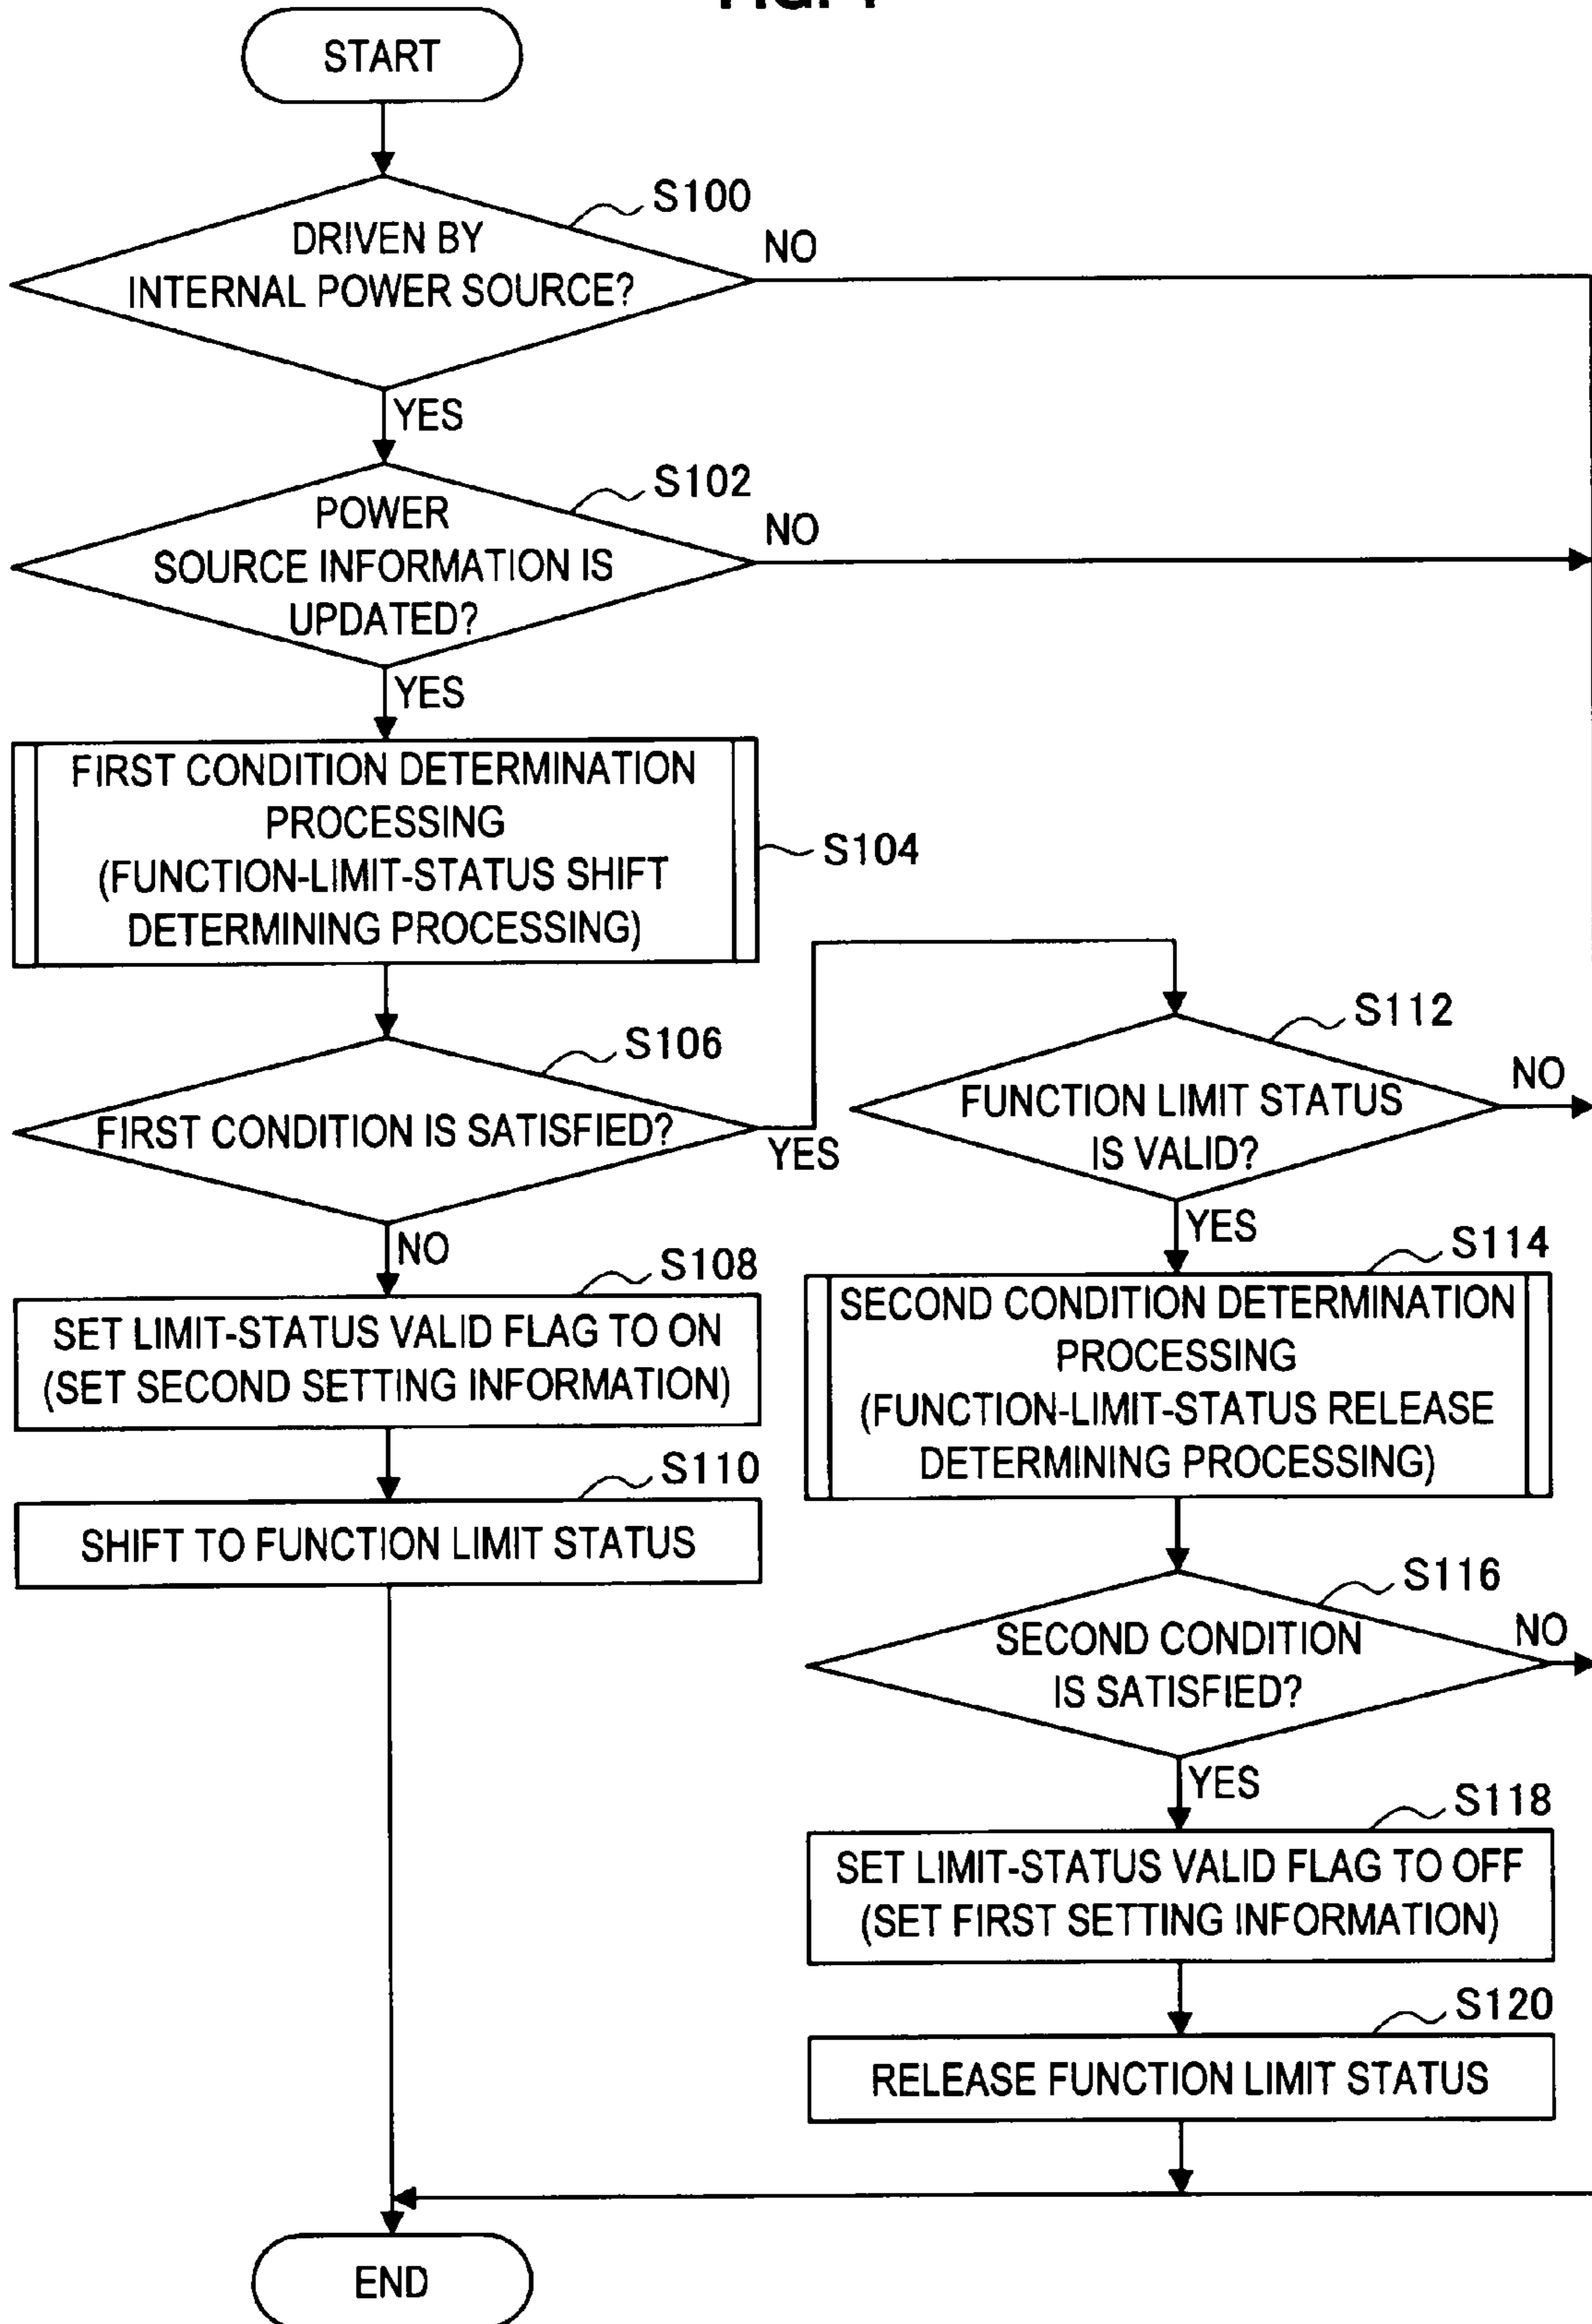 START
S100
DRIVEN BY
INTERNAL POWER SOURCE?
NO
YES
S102
POWER
SOURCE INFORMATION IS
UPDATED?
NO
YES
FIRST CONDITION DETERMINATION
PROCESSING
(FUNCTION-LIMIT-STATUS SHIFT
DETERMINING PROCESSING)
S104
S106
FIRST CONDITION IS SATISFIED?
YES
NO
S108
SET LIMIT-STATUS VALID FLAG TO ON
(SET SECOND SETTING INFORMATION)
S110
SHIFT TO FUNCTION LIMIT STATUS
S112
FUNCTION LIMIT STATUS
IS VALID?
NO
YES
S114
SECOND CONDITION DETERMINATION
PROCESSING
(FUNCTION-LIMIT-STATUS RELEASE
DETERMINING PROCESSING)
S116
SECOND CONDITION
IS SATISFIED?
NO
YES
S118
SET LIMIT-STATUS VALID FLAG TO OFF
(SET FIRST SETTING INFORMATION)
S120
RELEASE FUNCTION LIMIT STATUS
END